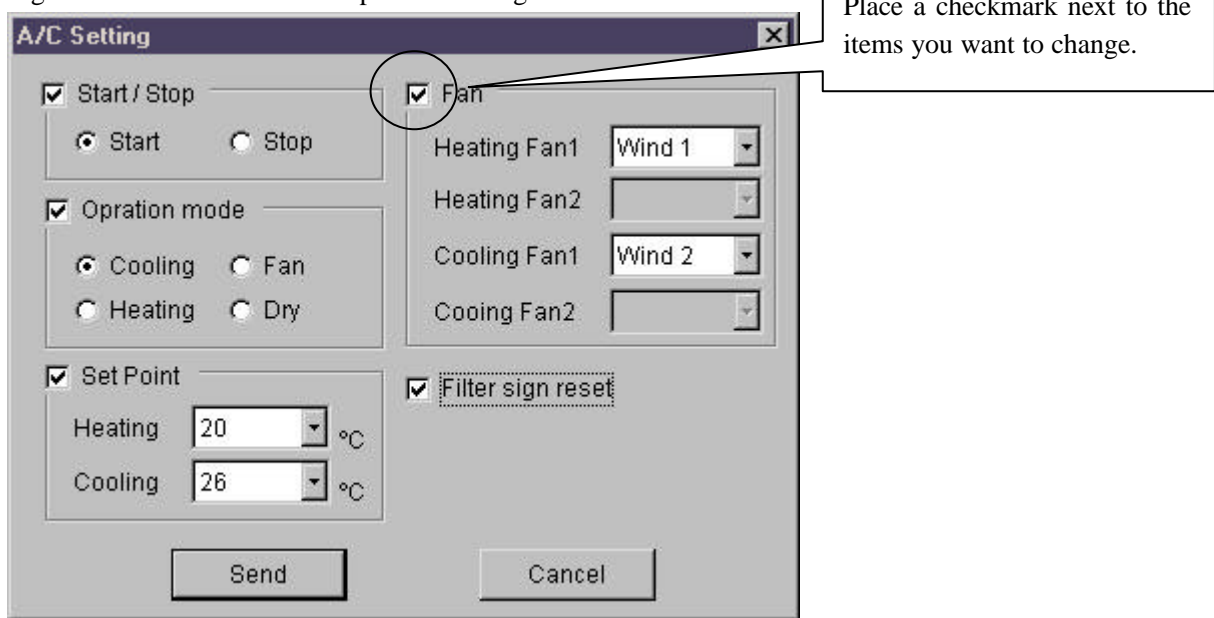 Place a checkmark next to the
items you want to change.
A/C Setting
Start / Stop
Start Stop
Opration mode
Cooling Fan
Heating Dry
Set Point
Heating 20 °C
Cooling 26 °C
Fan
Heating Fan1 Wind 1
Heating Fan2
Cooling Fan1 Wind 2
Cooing Fan2
Filter sign reset
Send Cancel